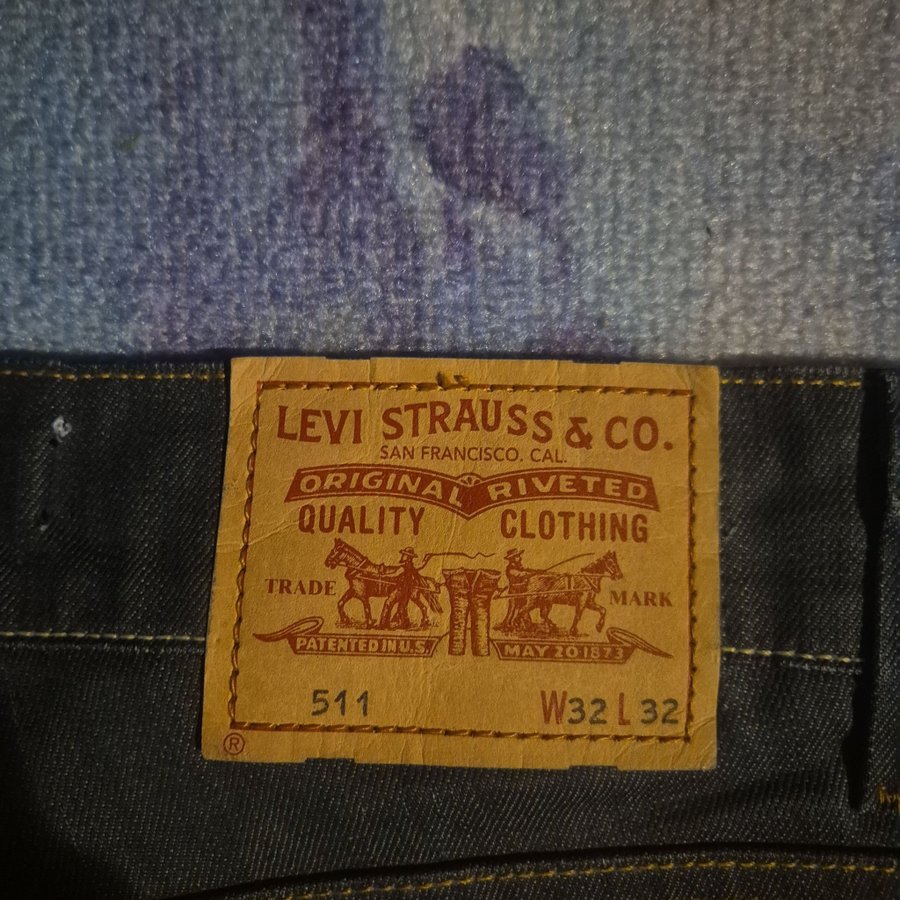 LEVI STRAUSS & CO.
SAN FRANCISCO. CAL.
ORIGINAL RIVETED
QUALITY CLOTHING
TRADE MARK
PATENTED IN U.S. MAY 20 1873
511 W32 L32
®